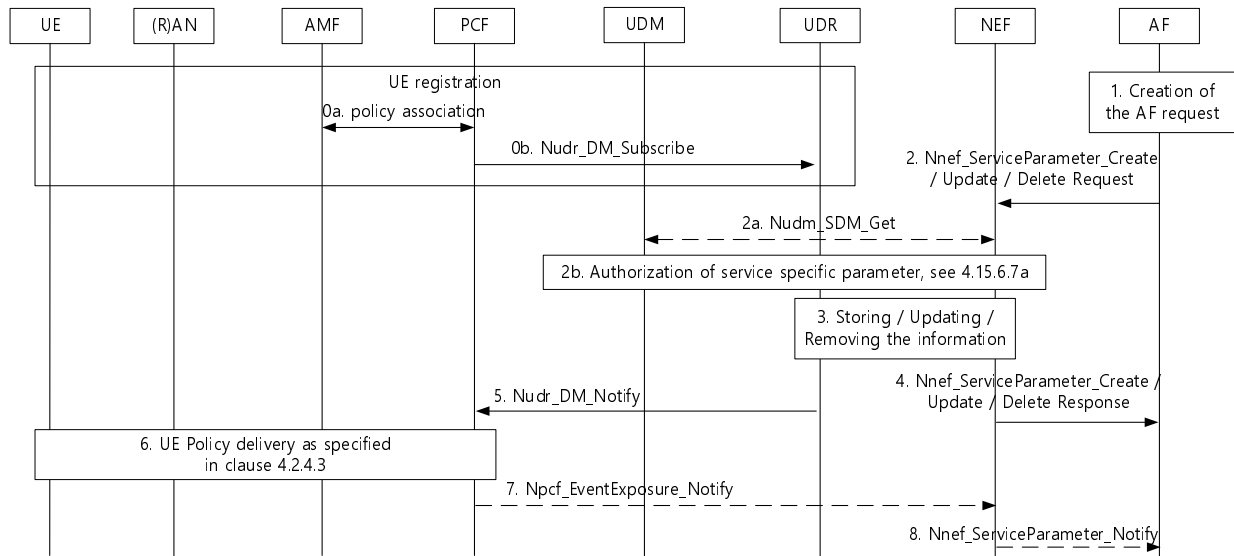 UE
(R)AN
AMF
PCF
UDM
UDR
NEF
AF
UE registration
0a. policy association
0b. Nudr_DM_Subscribe
1. Creation of
the AF request
2. Nnef_ServiceParameter_Create
/ Update / Delete Request
2a. Nudm_SDM_Get
2b. Authorization of service specific parameter, see 4.15.6.7a
3. Storing / Updating /
Removing the information
4. Nnef_ServiceParameter_Create /
Update / Delete Response
5. Nudr_DM_Notify
6. UE Policy delivery as specified
in clause 4.2.4.3
7. Npcf_EventExposure_Notify
8. Nnef_ServiceParameter_Notify